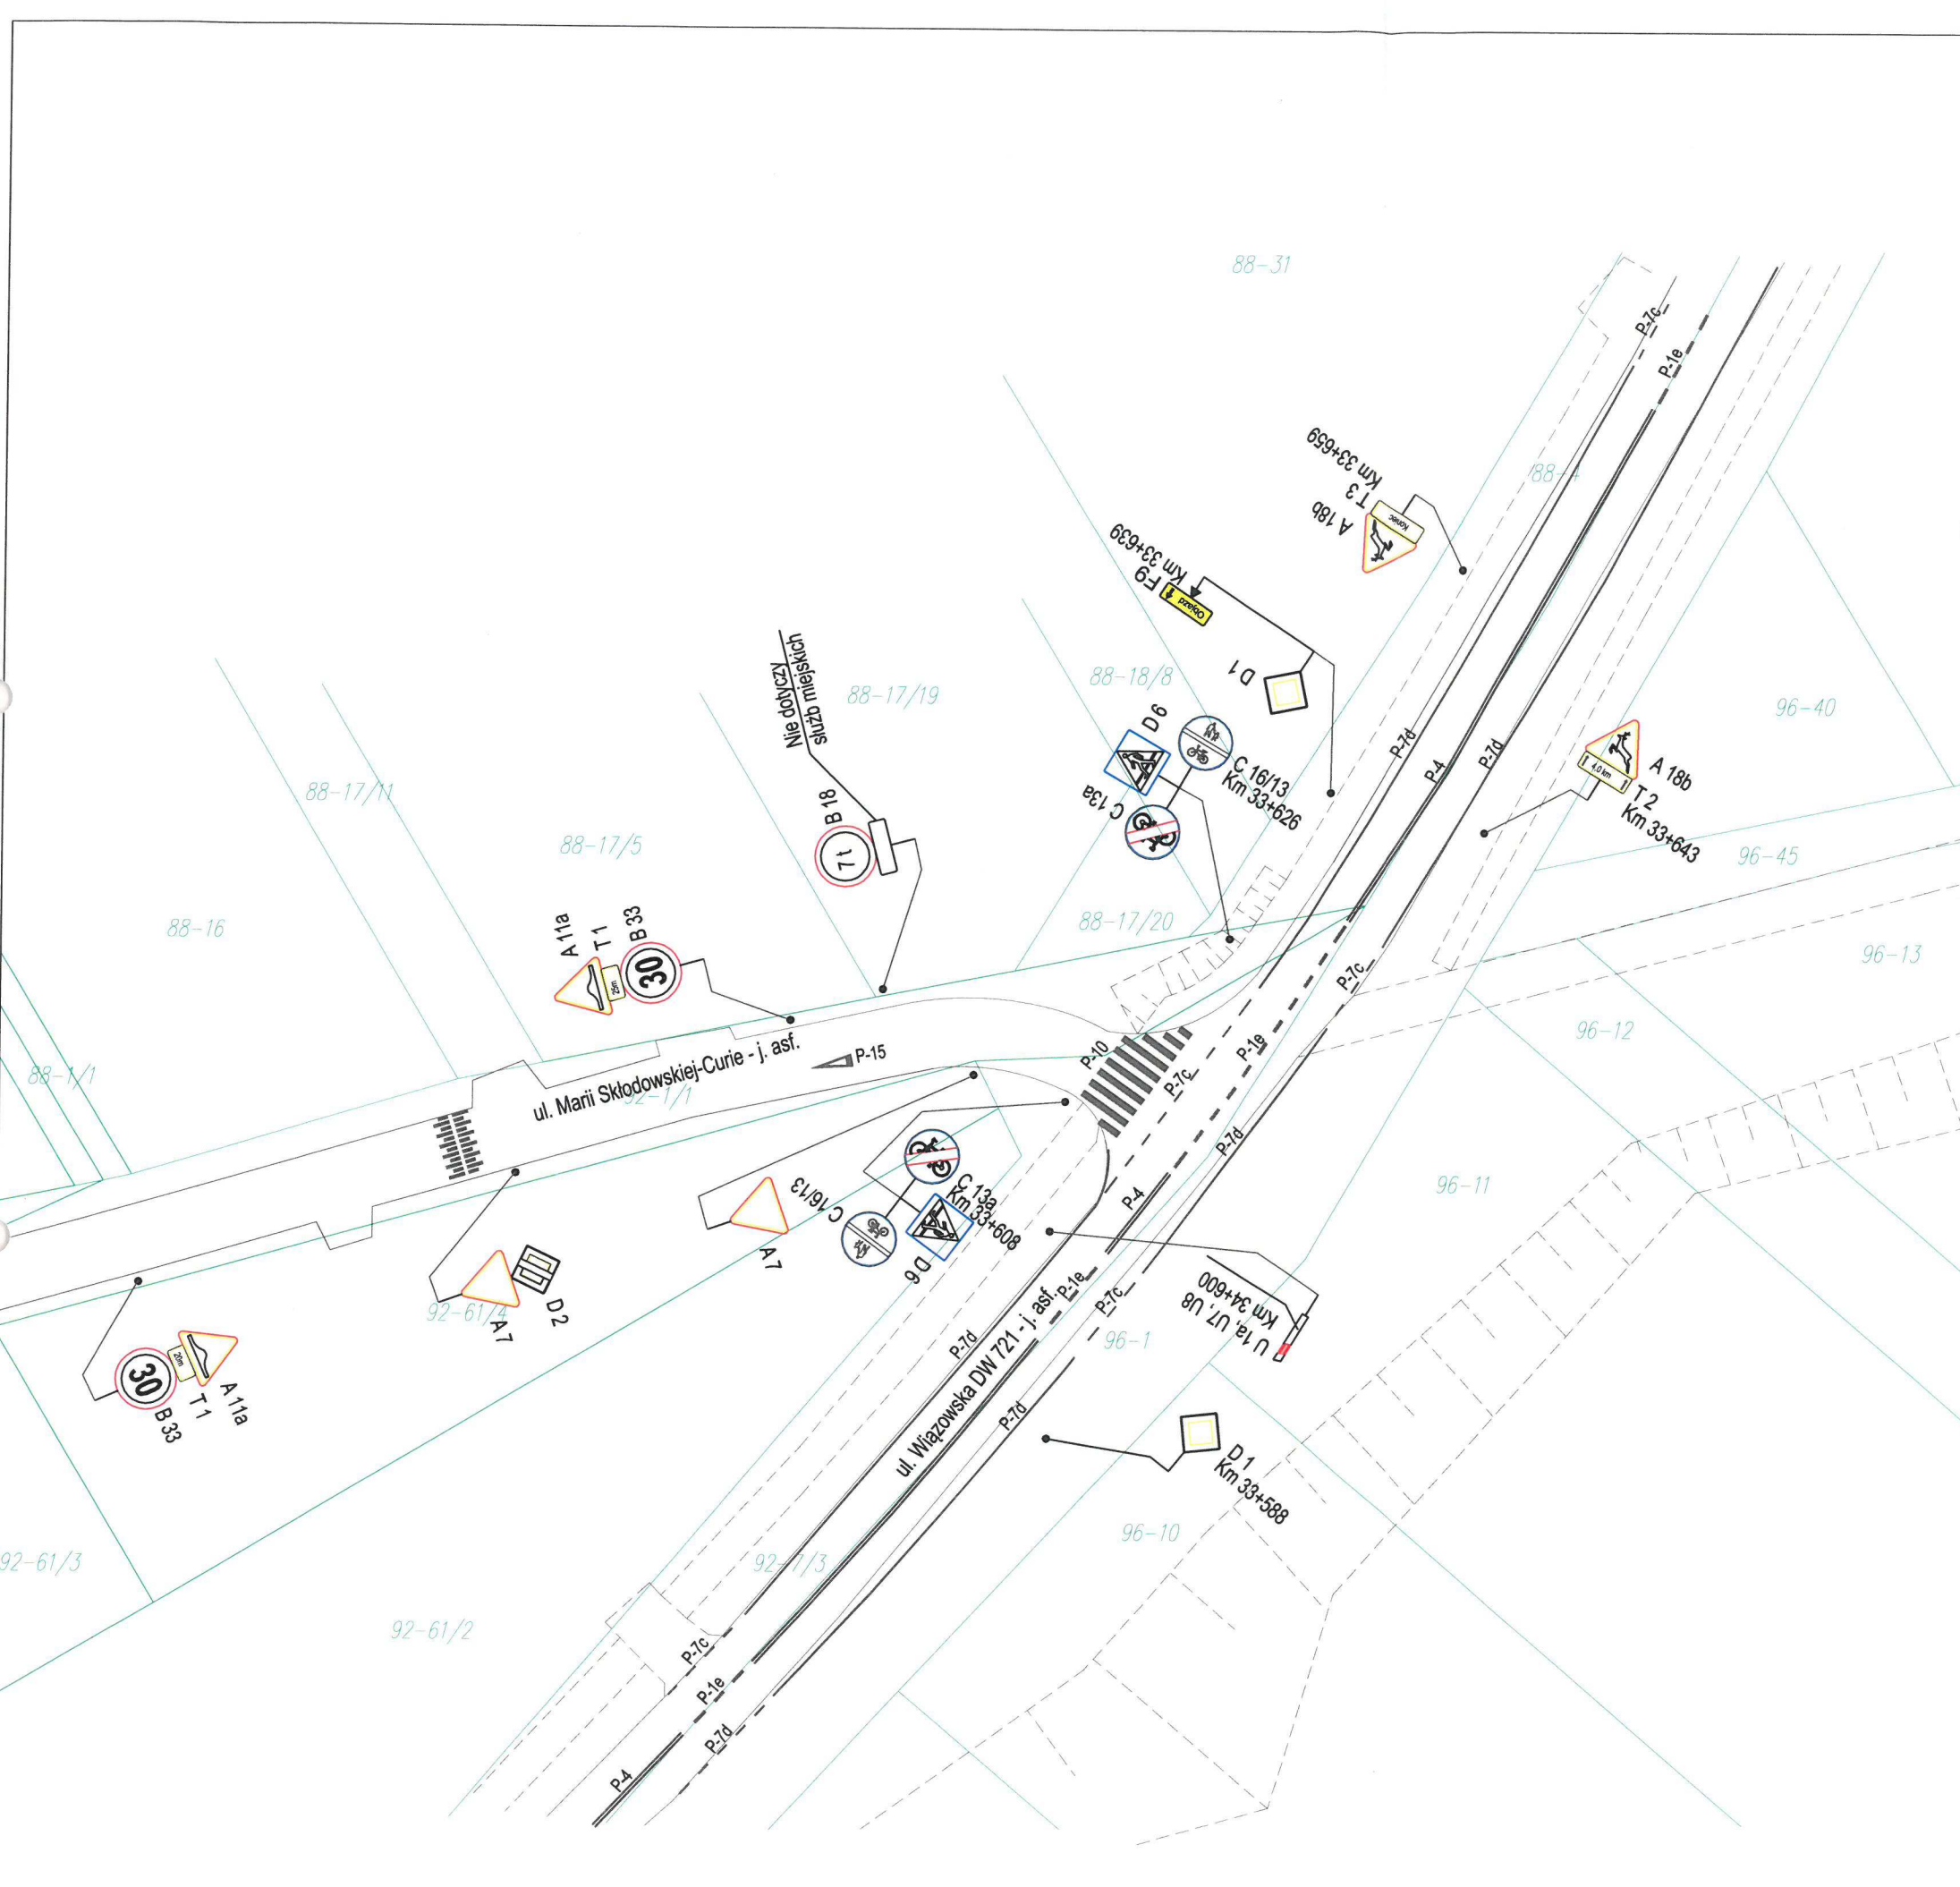 88-31
P-7c
P-1e
Km 33+659
T 3
A 18b
Koniec
88-4
Km 33+639
F9
Objazd
D1
88-18/8
Nie dotyczy
służb miejskich
88-17/19
96-40
D 6
C 16/13
Km 33+626
C 13a
P-7d
P-4
P-7d
4,0 km
A 18b
T 2
Km 33+643
88-17/11
B 18
7 t
88-17/5
96-45
88-16
A 11a
T 1
B 33
25m
30
88-17/20
96-13
P-7c
96-12
P-10
P-1e
P-7c
88-1/1
ul. Marii Skłodowskiej-Curie - j. asf.
P-15
92-1/1
P-7d
P-4
96-11
C 13a
Km 33+608
C 16/13
D 6
A7
92-61/4
A7
D2
P-1e
P-7c
Km 34+600
U 1a, U7, U8
96-1
P-7d
ul. Wiązowska DW 721 - j. asf.
P-7d
30
20m
B 33
T 1
A 11a
D 1
Km 33+588
96-10
92-61/3
92-7/3
92-61/2
P-7c
P-1e
P-7d
P-4